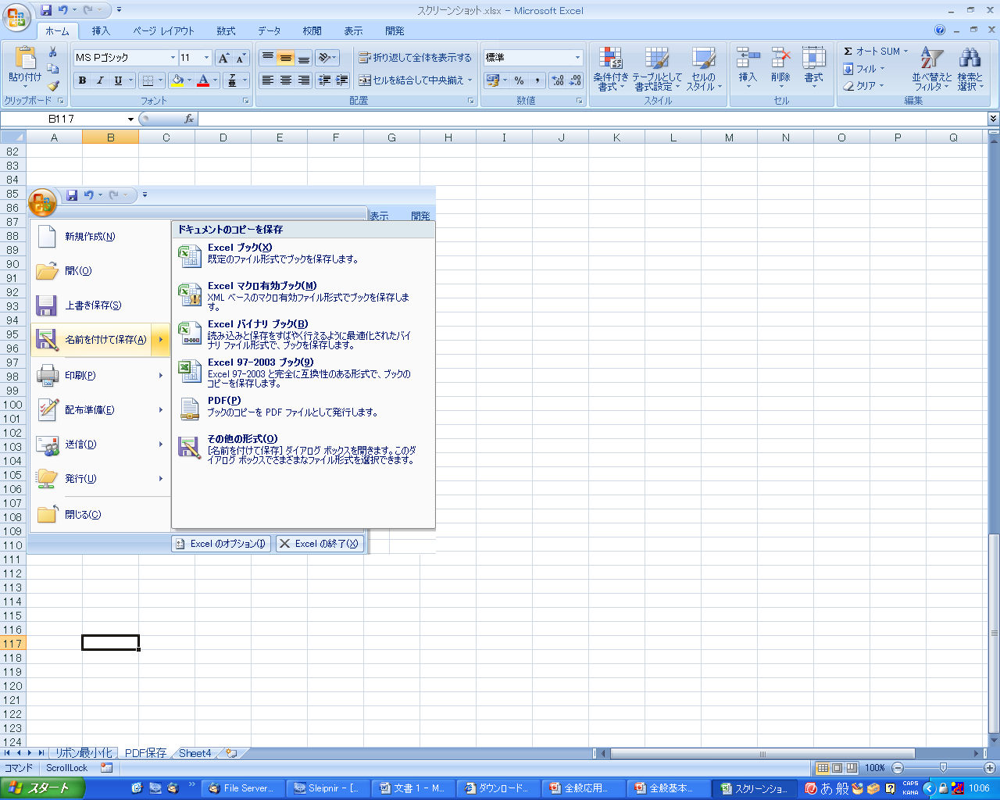 スクリーンショット.xlsx - Microsoft Excel
ホーム 挿入 ページ レイアウト 数式 データ 校閲 表示 開発
貼り付け
クリップボード
MS Pゴシック 11
B I U 亜
フォント
折り返して全体を表示する
セルを結合して中央揃え
配置
標準
% ,
数値
条件付き書式 テーブルとして書式設定 セルのスタイル
スタイル
挿入 削除 書式
セル
Σ オート SUM
フィル
クリア
並べ替えとフィルタ 検索と選択
編集
B117 fx
A B C D E F G H I J K L M N O P Q
82
83
84
85
86
87
88
89
90
91
92
93
94
95
96
97
98
99
100
101
102
103
104
105
106
107
108
109
110
111
112
113
114
115
116
117
118
119
120
121
122
123
124
表示 開発
新規作成(N)
開く(O)
上書き保存(S)
名前を付けて保存(A)
印刷(P)
配布準備(E)
送信(D)
発行(U)
閉じる(C)
ドキュメントのコピーを保存
Excel ブック(X)
既定のファイル形式でブックを保存します。
Excel マクロ有効ブック(M)
XML ベースのマクロ有効ファイル形式でブックを保存しま
す。
Excel バイナリ ブック(B)
読み込みと保存をすばやく行えるように最適化されたバイ
ナリ ファイル形式で、ブックを保存します。
Excel 97-2003 ブック(9)
Excel 97-2003 と完全に互換性のある形式で、ブックの
コピーを保存します。
PDF(P)
ブックのコピーを PDF ファイルとして発行します。
その他の形式(O)
[名前を付けて保存] ダイアログ ボックスを開きます。このダ
イアログ ボックスでさまざまなファイル形式を選択できます。
Excel のオプション(I) Excel の終了(X)
リボン最小化 PDF保存 Sheet4
コマンド ScrollLock 100%
スタート File Server... Sleipnir - [... 文書 1 - M... ダウンロード... 全般応用... 全般基本... スクリーンショ... あ 般 CAPS KANA 10:06